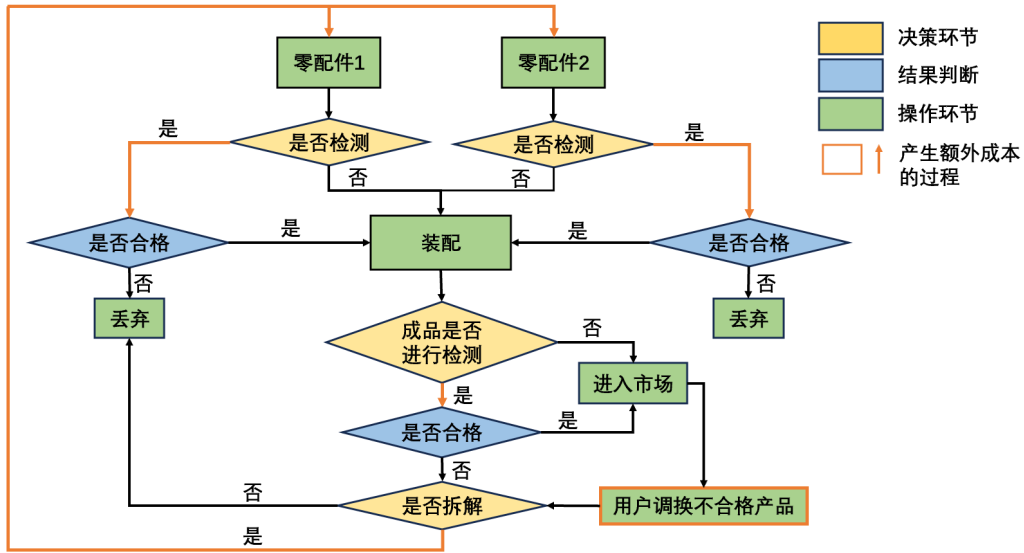 零配件1
零配件2
决策环节
结果判断
操作环节
产生额外成本
的过程
是
是否检测
是否检测
是
否
否
是否合格
是
装配
是
是否合格
否
否
丢弃
丢弃
成品是否
进行检测
否
进入市场
是
是否合格
是
否
否
是否拆解
用户调换不合格产品
是